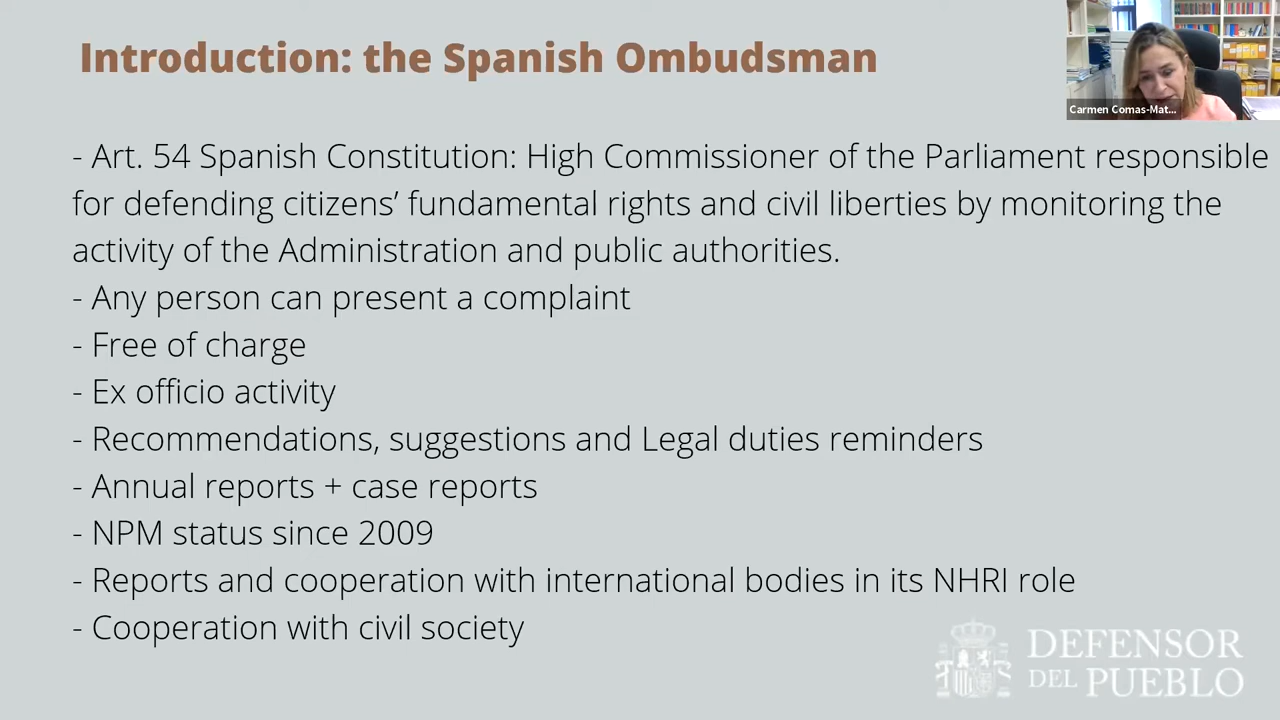 Introduction: the Spanish Ombudsman
Carmen Comas-Mat...
- Art. 54 Spanish Constitution: High Commissioner of the Parliament responsible
for defending citizens’ fundamental rights and civil liberties by monitoring the
activity of the Administration and public authorities.
- Any person can present a complaint
- Free of charge
- Ex officio activity
- Recommendations, suggestions and Legal duties reminders
- Annual reports + case reports
- NPM status since 2009
- Reports and cooperation with international bodies in its NHRI role
- Cooperation with civil society
DEFENSOR
DEL PUEBLO